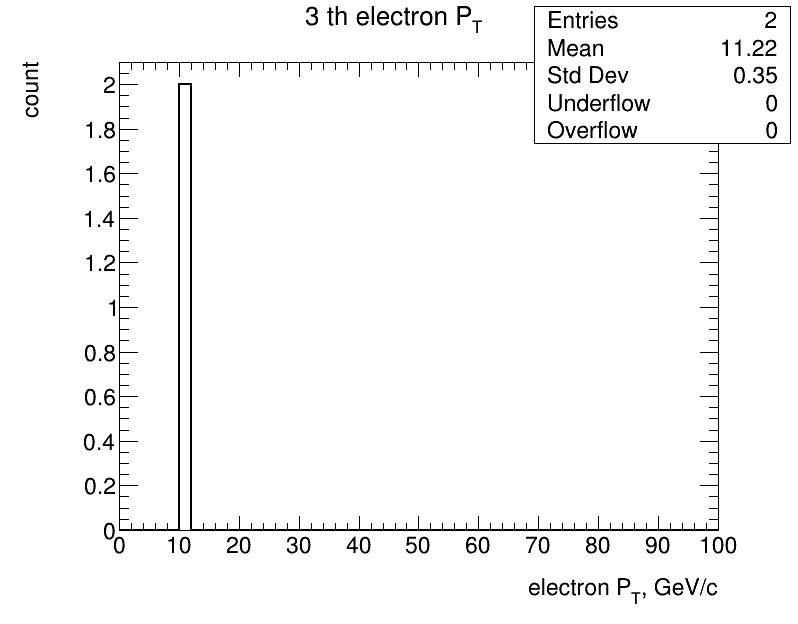 3 th electron P_T
Entries 2
Mean 11.22
Std Dev 0.35
Underflow 0
Overflow 0
count
2
1.8
1.6
1.4
1.2
1
0.8
0.6
0.4
0.2
0
0 10 20 30 40 50 60 70 80 90 100
electron P_T, GeV/c